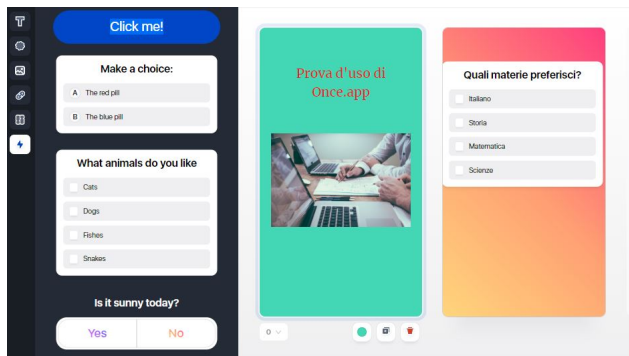 Click me!
Make a choice:
A The red pill
B The blue pill
What animals do you like
Cats
Dogs
Fishes
Snakes
Is it sunny today?
Yes No
Prova d'uso di
Once.app
0
Quali materie preferisci?
Italiano
Storia
Matematica
Scienze